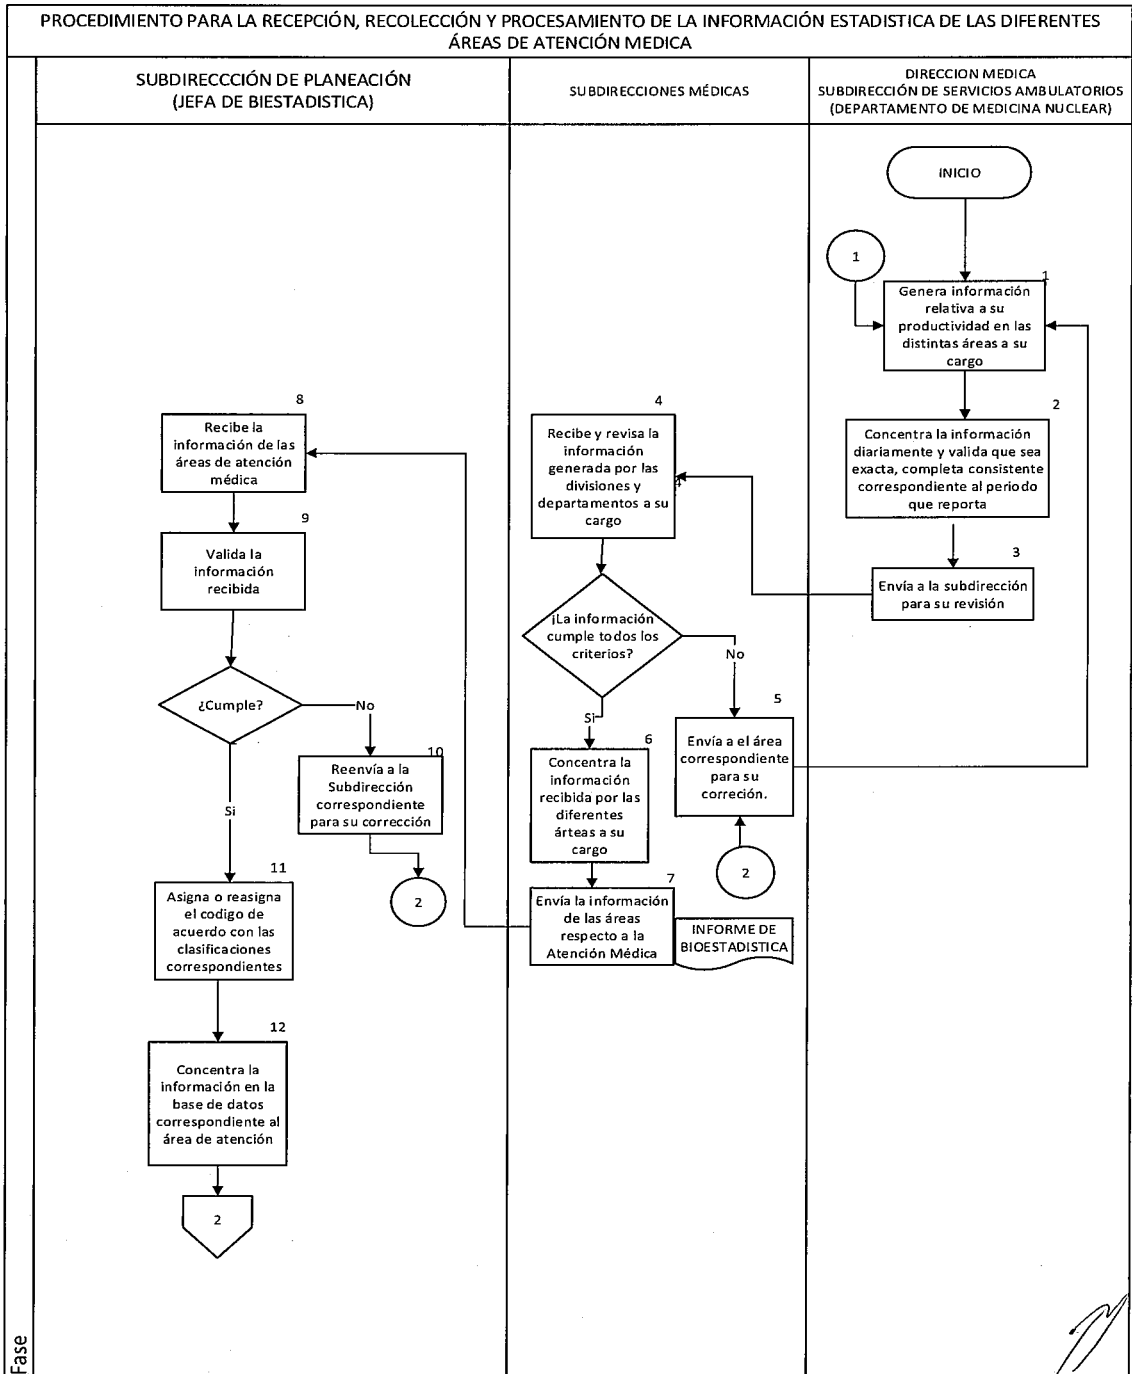 PROCEDIMIENTO PARA LA RECEPCIÓN, RECOLECCIÓN Y PROCESAMIENTO DE LA INFORMACIÓN ESTADISTICA DE LAS DIFERENTES
ÁREAS DE ATENCIÓN MEDICA
SUBDIRECCCIÓN DE PLANEACIÓN
(JEFA DE BIESTADISTICA)
SUBDIRECCIONES MÉDICAS
DIRECCION MEDICA
SUBDIRECCIÓN DE SERVICIOS AMBULATORIOS
(DEPARTAMENTO DE MEDICINA NUCLEAR)
INICIO
1
1
Genera información
relativa a su
productividad en las
distintas áreas a su
cargo
2
Concentra la información
diariamente y valida que sea
exacta, completa consistente
correspondiente al periodo
que reporta
3
Envía a la subdirección
para su revisión
4
Recibe y revisa la
información
generada por las
divisiones y
departamentos a su
cargo
4
¡La información
cumple todos los
criterios?
No
Si
5
Envía a el área
correspondiente
para su
correción.
2
6
Concentra la
información
recibida por las
diferentes
árteas a su
cargo
7
Envía la información
de las áreas
respecto a la
Atención Médica
INFORME DE
BIOESTADISTICA
8
Recibe la
información de las
áreas de atención
médica
9
Valida la
información
recibida
¿Cumple?
No
Si
10
Reenvía a la
Subdirección
correspondiente
para su corrección
2
11
Asigna o reasigna
el codigo de
acuerdo con las
clasificaciones
correspondientes
12
Concentra la
información en la
base de datos
correspondiente al
área de atención
2
Fase